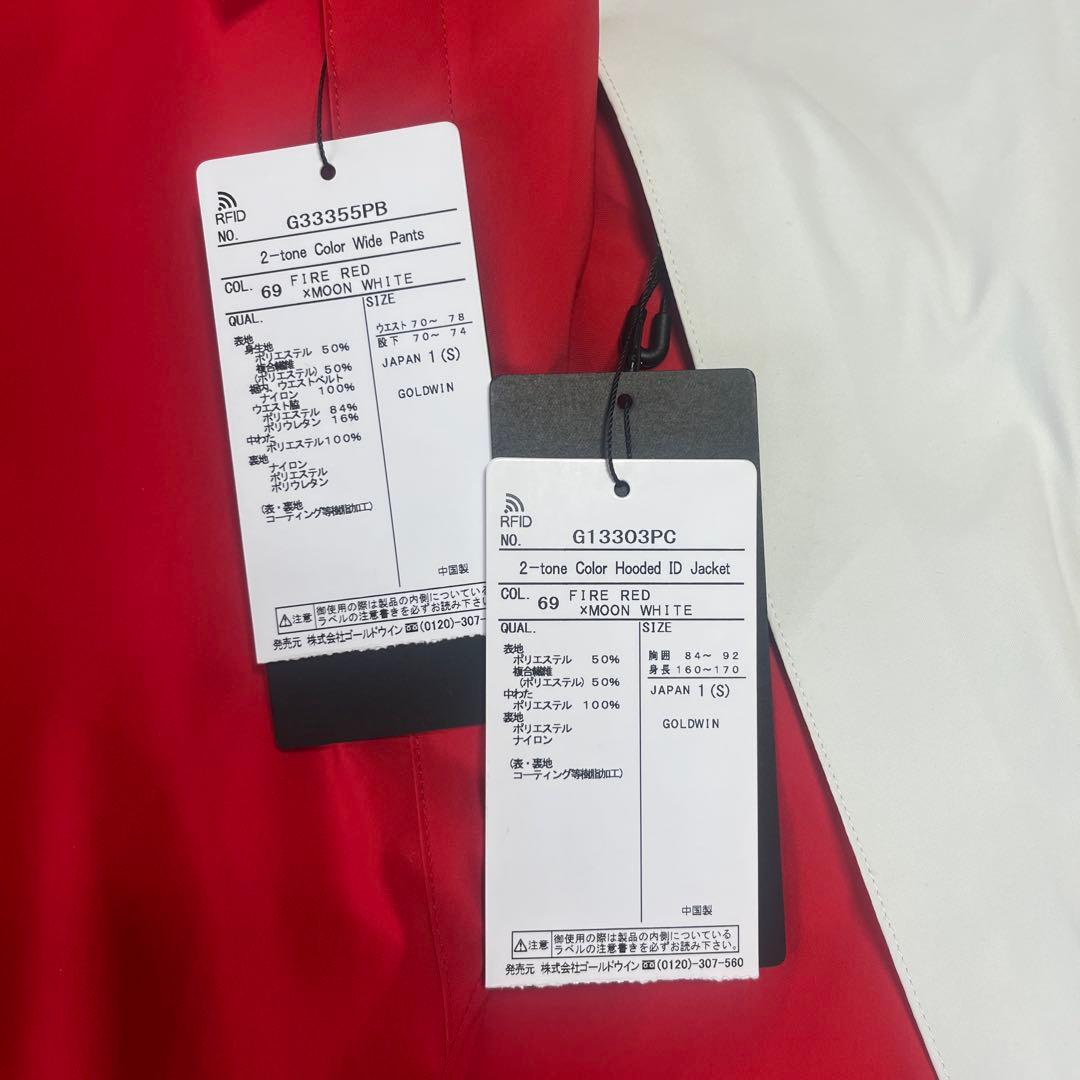 RFID
NO. G33355PB
2-tone Color Wide Pants
COL. 69 FIRE RED
×MOON WHITE
QUAL.
表地
身生地
ポリエステル 50%
複合繊維
(ポリエステル) 50%
裾内、ウエストベルト
ナイロン 100%
ウエスト脇
ポリエステル 84%
ポリウレタン 16%
中わた
ポリエステル100%
裏地
ナイロン
ポリエステル
ポリウレタン
(表・裏地
コーティング等樹脂加工)
SIZE
ウエスト70～ 78
股下 70～ 74
JAPAN 1(S)
GOLDWIN
中国製
注意 御使用の際は製品の内側についている
ラベルの注意書きを必ずお読み下さい
発売元 株式会社ゴールドウイン (0120)-307-
RFID
NO. G13303PC
2-tone Color Hooded ID Jacket
COL. 69 FIRE RED
×MOON WHITE
QUAL.
表地
ポリエステル 50%
複合繊維
(ポリエステル) 50%
中わた
ポリエステル 100%
裏地
ポリエステル
ナイロン
(表・裏地
コーティング等樹脂加工)
SIZE
胸囲 84～ 92
身長 160～170
JAPAN 1(S)
GOLDWIN
中国製
注意 御使用の際は製品の内側についている
ラベルの注意書きを必ずお読み下さい。
発売元 株式会社ゴールドウイン (0120)-307-560